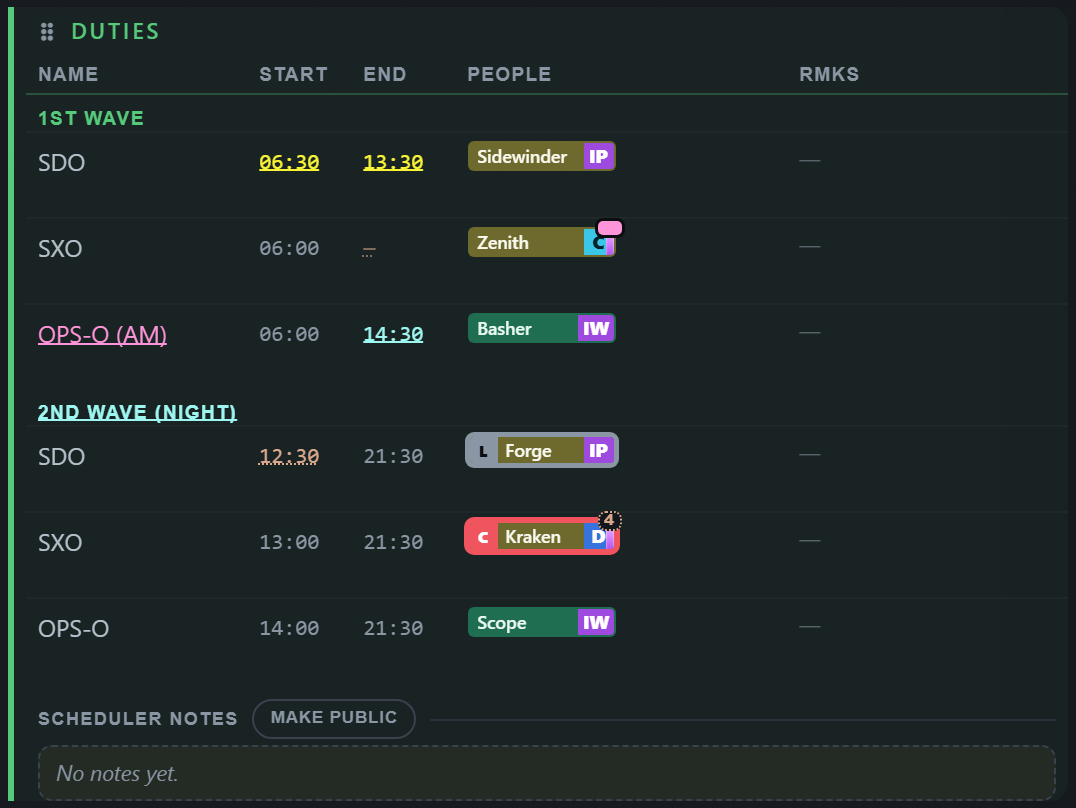 DUTIES
NAME START END PEOPLE RMKS
1ST WAVE
SDO 06:30 13:30 Sidewinder IP —
SXO 06:00 — Zenith C —
OPS-O (AM) 06:00 14:30 Basher IW —
2ND WAVE (NIGHT)
SDO 12:30 21:30 L Forge IP —
4
SXO 13:00 21:30 C Kraken D —
OPS-O 14:00 21:30 Scope IW —
SCHEDULER NOTES MAKE PUBLIC
No notes yet.